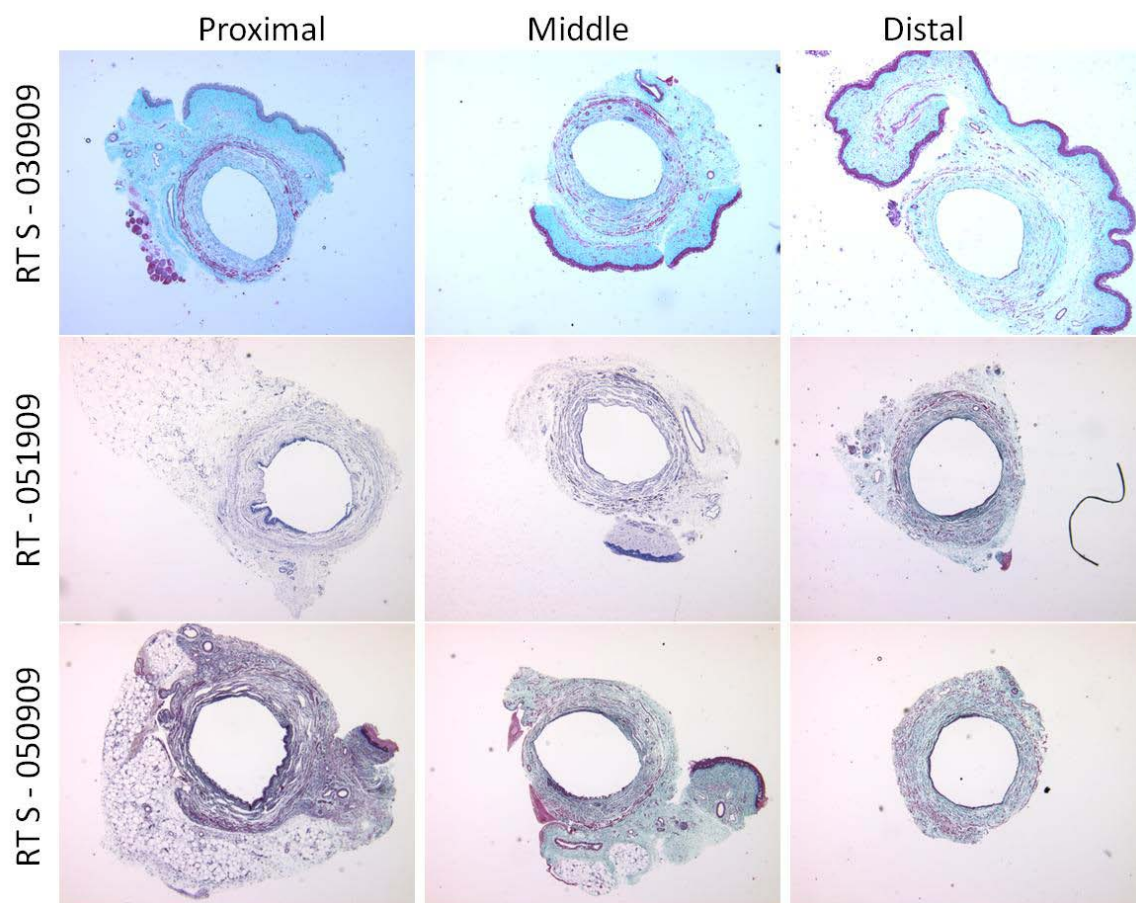 Proximal
Middle
Distal
RT S - 030909
RT - 051909
RT S - 050909